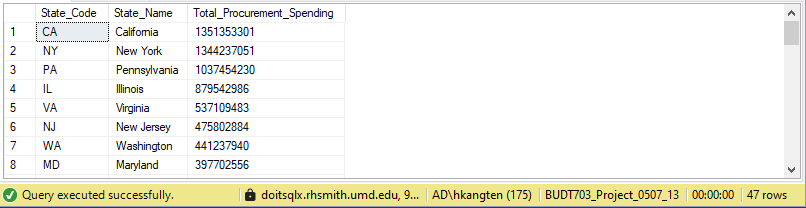 State_Code State_Name Total_Procurement_Spending
1 CA California 1351353301
2 NY New York 1344237051
3 PA Pennsylvania 1037454230
4 IL Illinois 879542986
5 VA Virginia 537109483
6 NJ New Jersey 475802884
7 WA Washington 441237940
8 MD Maryland 397702556
Query executed successfully. doitsqlx.rhsmith.umd.edu, 9... AD\hkangten (175) BUDT703_Project_0507_13 00:00:00 47 rows